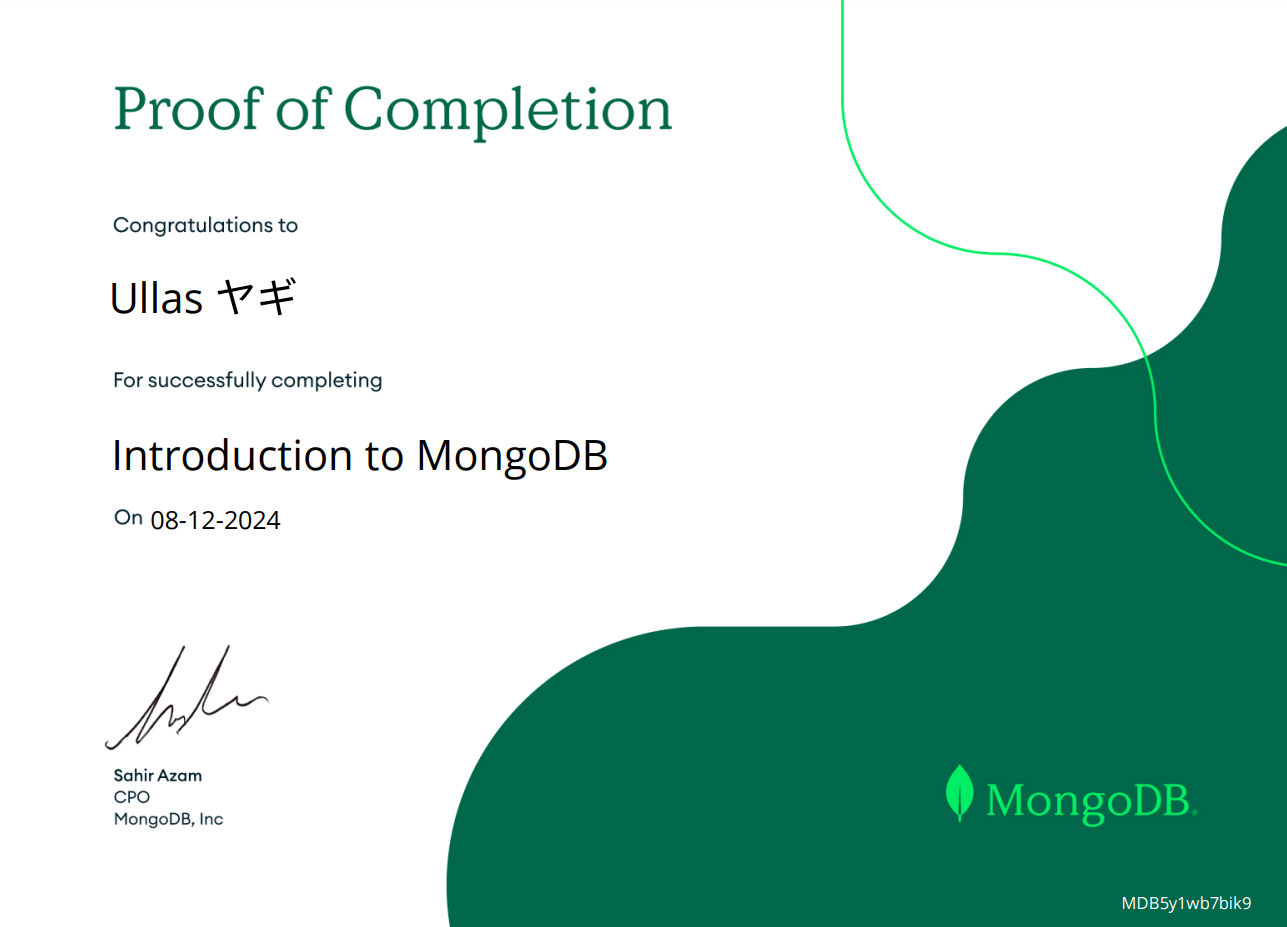 Proof of Completion
Congratulations to
Ullas ヤギ
For successfully completing
Introduction to MongoDB
On 08-12-2024
Sahir Azam
CPO
MongoDB, Inc
MongoDB®
MDB5y1wb7bik9